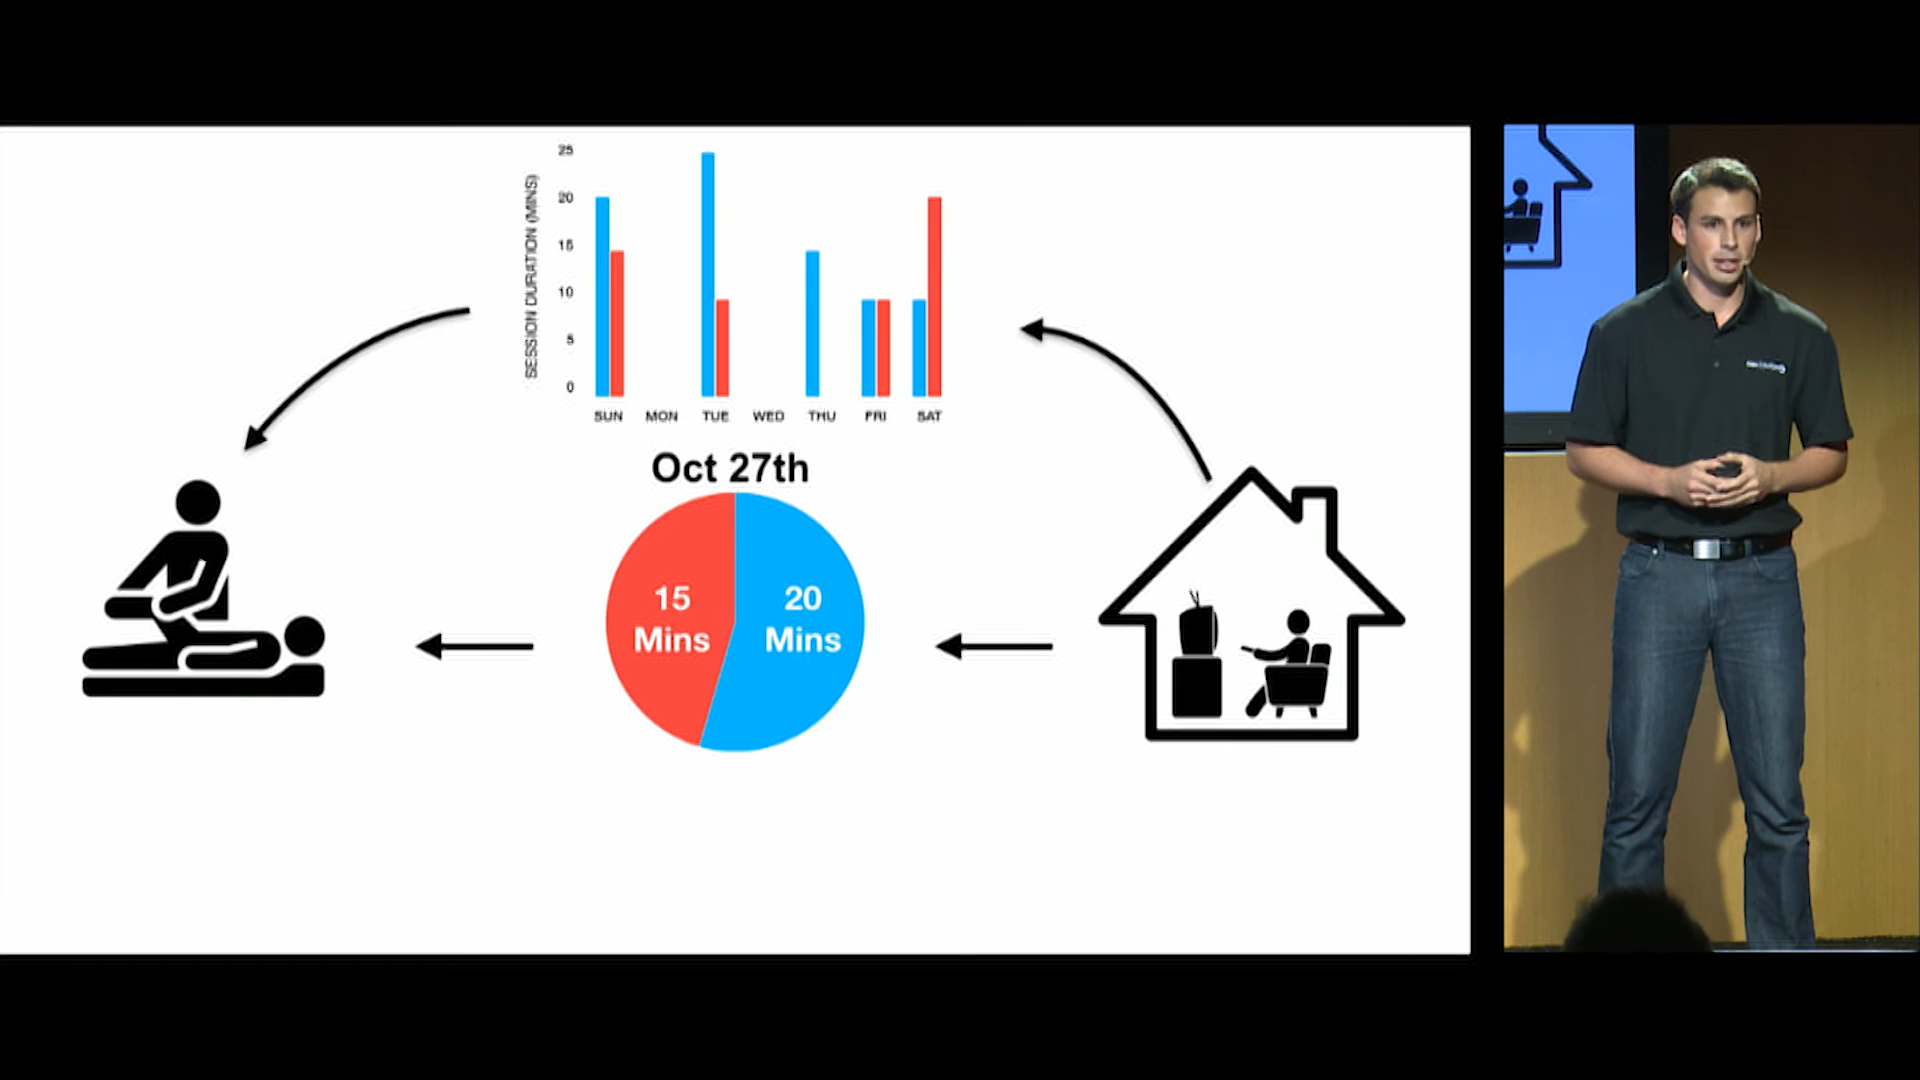 25
20
15
10
5
0
SESSION DURATION (MINS)
SUN MON TUE WED THU FRI SAT
Oct 27th
15 Mins
20 Mins